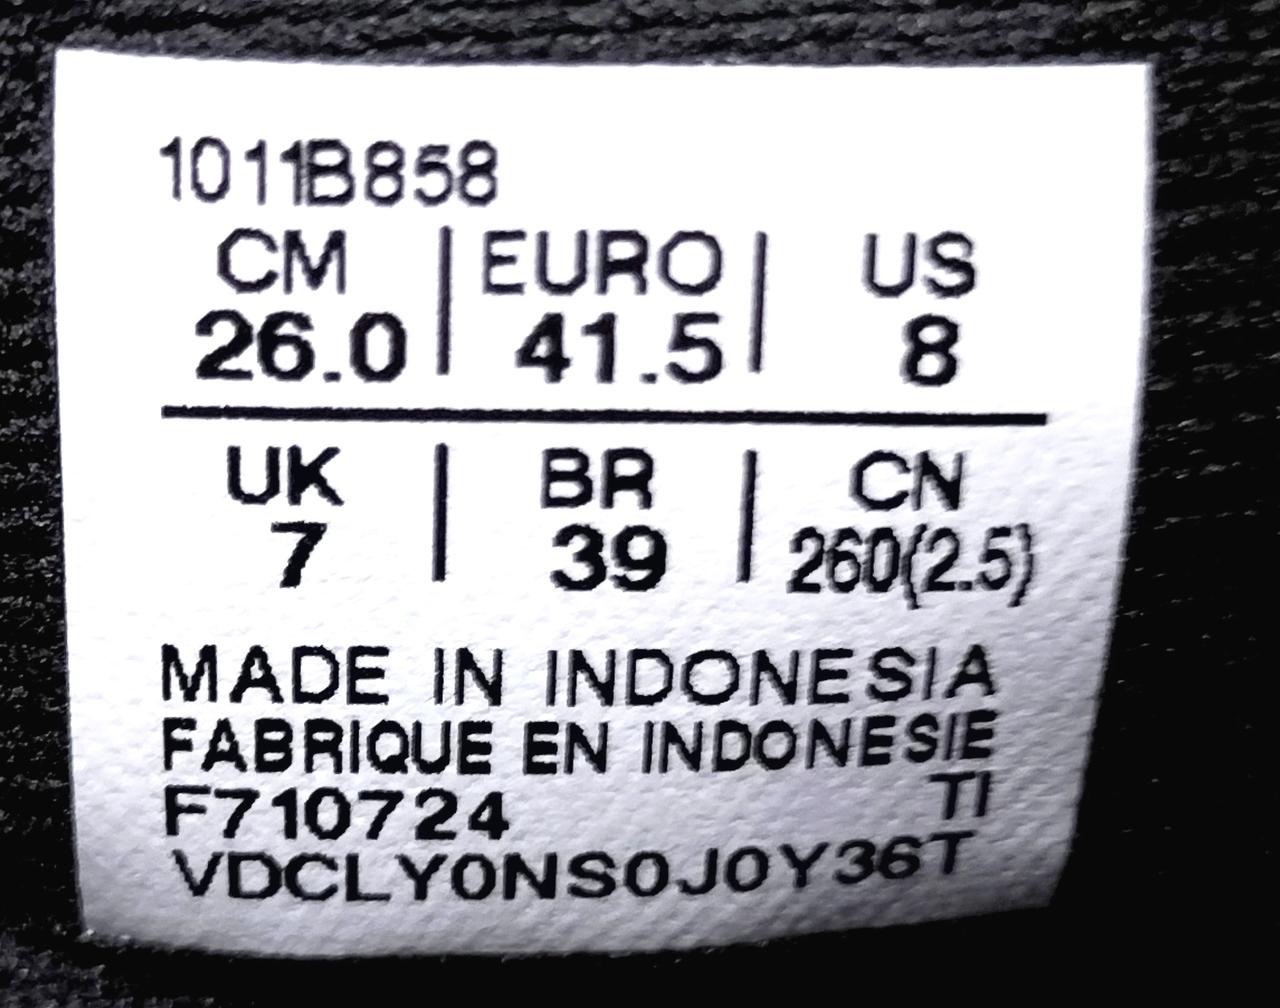 1011B858
CM | EURO | US
26.0 | 41.5 | 8
UK | BR | CN
7 | 39 | 260(2.5)
MADE IN INDONESIA
FABRIQUE EN INDONESIE
F710724 TI
VDCLYONS0J0Y36T